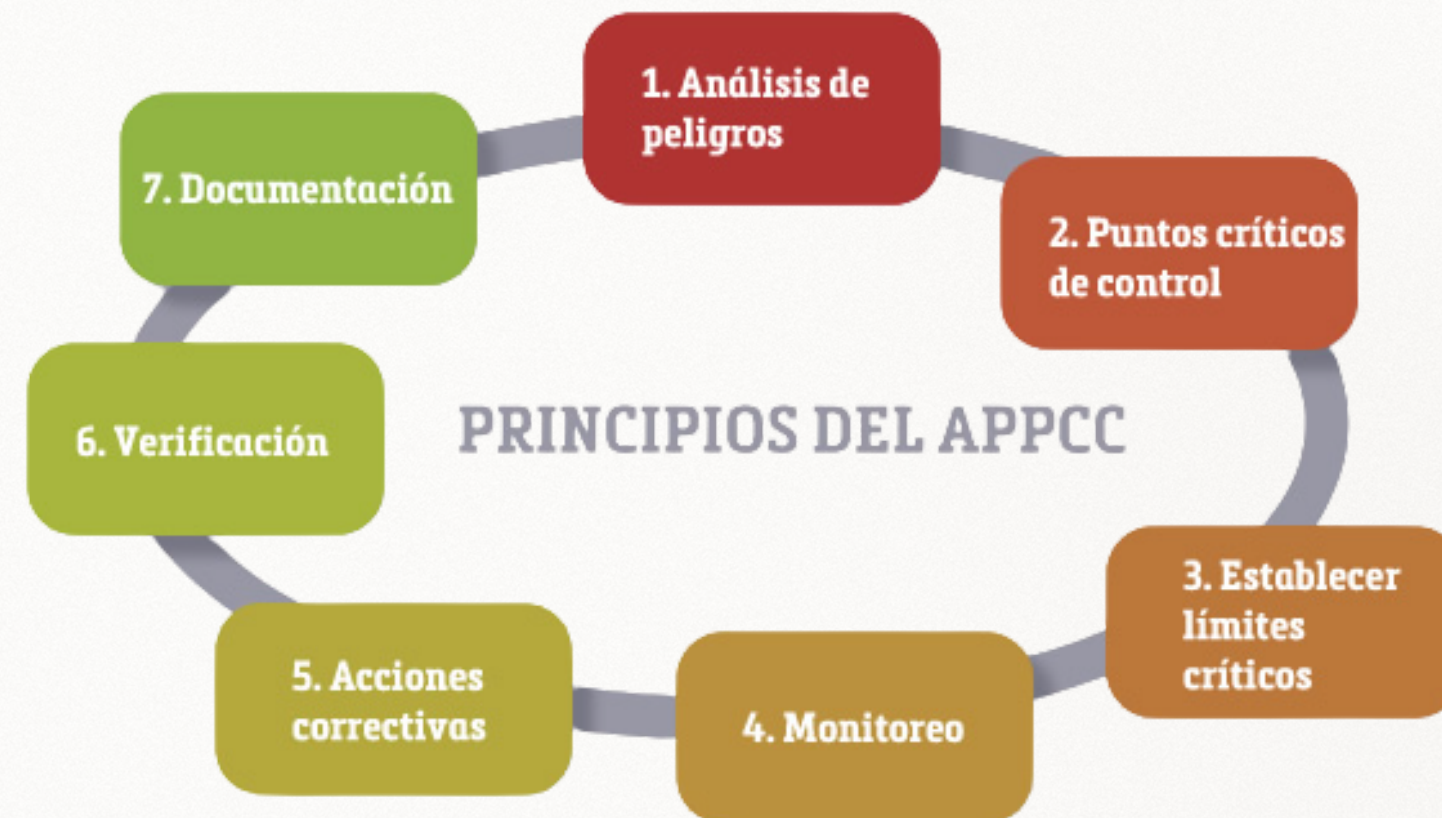 1. Análisis de
peligros
2. Puntos críticos
de control
3. Establecer
límites
críticos
4. Monitoreo
5. Acciones
correctivas
6. Verificación
7. Documentación
PRINCIPIOS DEL APPCC